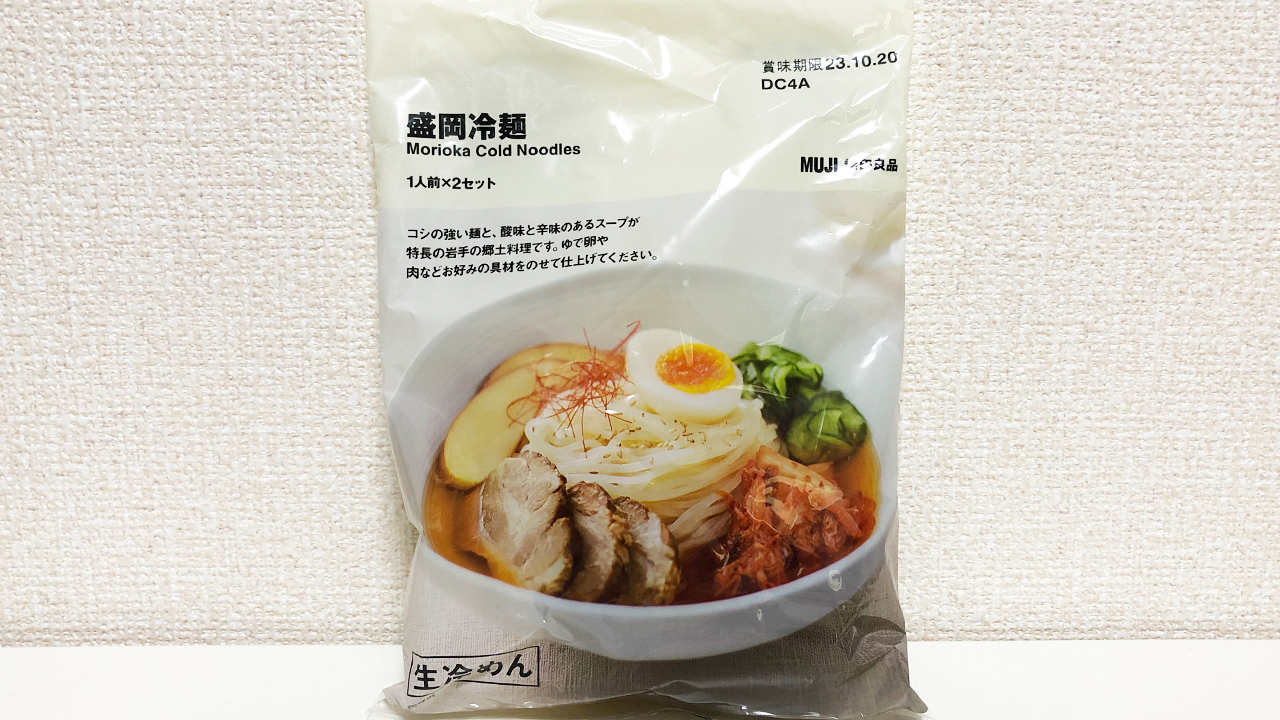 賞味期限23.10.20
DC4A
盛岡冷麺
Morioka Cold Noodles
MUJI 無印良品
1人前×2セット
コシの強い麺と、酸味と辛味のあるスープが
特長の岩手の郷土料理です。ゆで卵や
肉などお好みの具材をのせて仕上げてください。
生冷めん